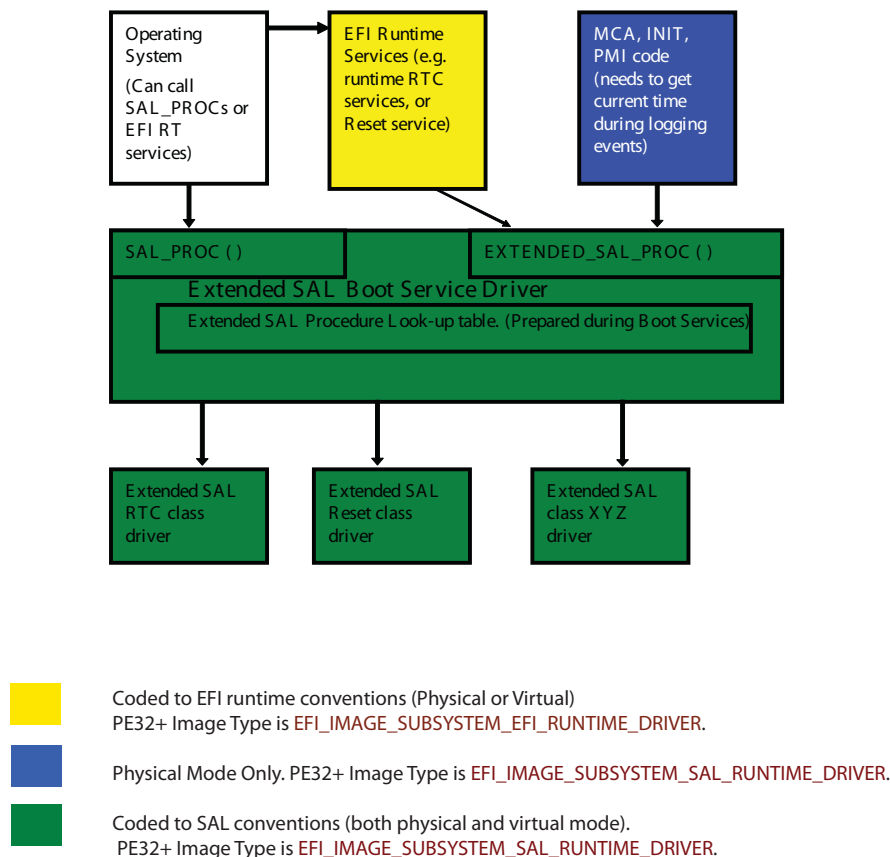 Operating
System
(Can call
SAL_PROCs or
EFI RT
services)
EFI Runtime
Services (e.g.
runtime RTC
services, or
Reset service)
MCA, INIT,
PMI code
(needs to get
current time
during logging
events)
SAL_PROC ( )
EXTENDED_SAL_PROC ( )
Extended SAL Boot Service Driver
Extended SAL Procedure Look-up table. (Prepared during Boot Services)
Extended SAL
RTC class
driver
Extended SAL
Reset class
driver
Extended SAL
class XYZ
driver
Coded to EFI runtime conventions (Physical or Virtual)
PE32+ Image Type is EFI_IMAGE_SUBSYSTEM_EFI_RUNTIME_DRIVER.
Physical Mode Only. PE32+ Image Type is EFI_IMAGE_SUBSYSTEM_SAL_RUNTIME_DRIVER.
Coded to SAL conventions (both physical and virtual mode).
PE32+ Image Type is EFI_IMAGE_SUBSYSTEM_SAL_RUNTIME_DRIVER.